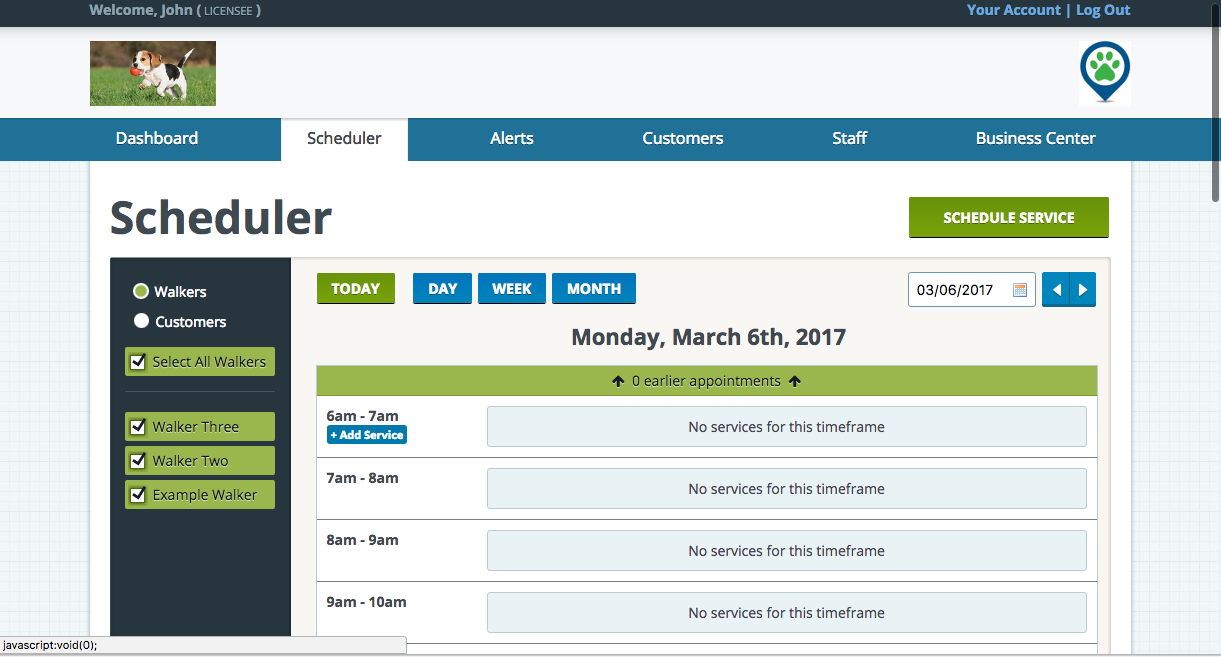 Welcome, John ( LICENSEE )
Your Account | Log Out
Dashboard
Scheduler
Alerts
Customers
Staff
Business Center
Scheduler
SCHEDULE SERVICE
Walkers
Customers
Select All Walkers
Walker Three
Walker Two
Example Walker
TODAY
DAY
WEEK
MONTH
03/06/2017
Monday, March 6th, 2017
0 earlier appointments
6am - 7am
+ Add Service
No services for this timeframe
7am - 8am
No services for this timeframe
8am - 9am
No services for this timeframe
9am - 10am
No services for this timeframe
javascript:void(0);